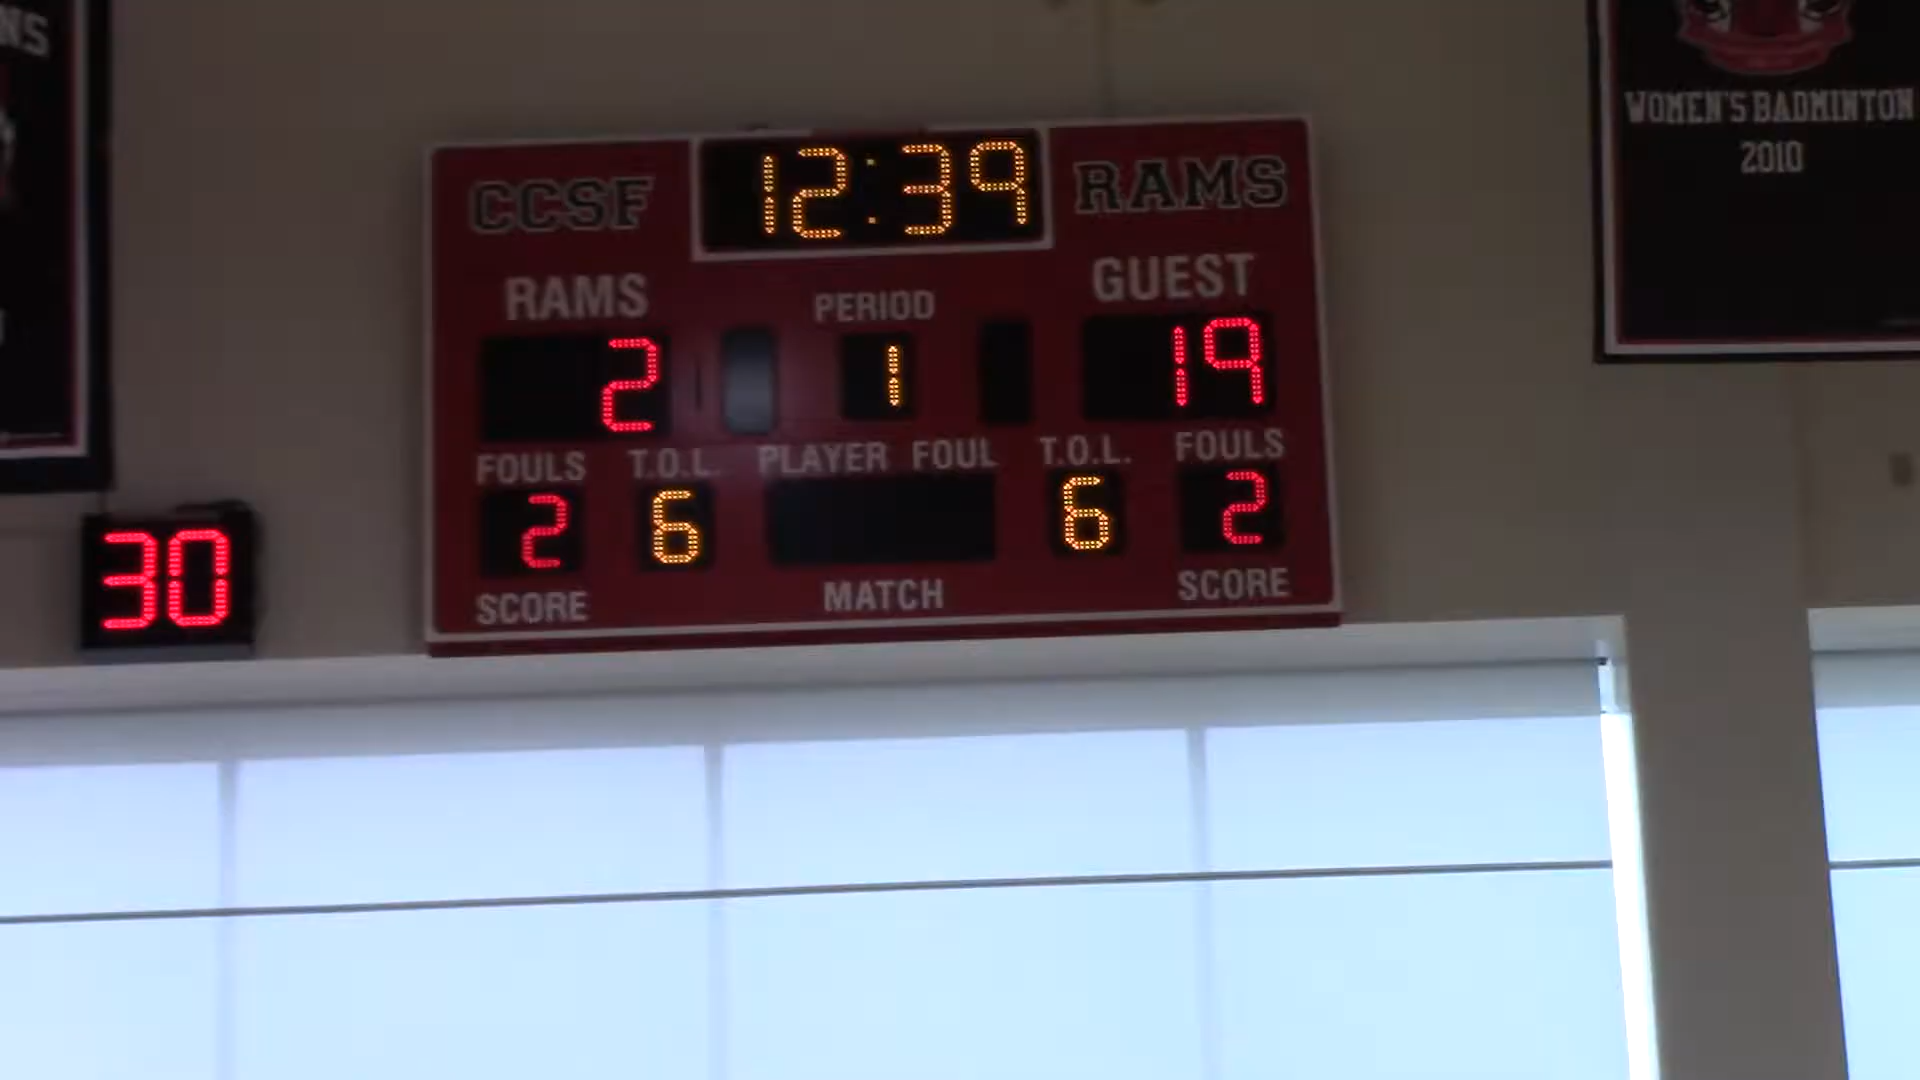 NS
CCSF 12:39 RAMS
RAMS PERIOD GUEST
2 1 19
FOULS T.O.L. PLAYER FOUL T.O.L. FOULS
2 6 6 2
SCORE MATCH SCORE
30
WOMEN'S BADMINTON
2010